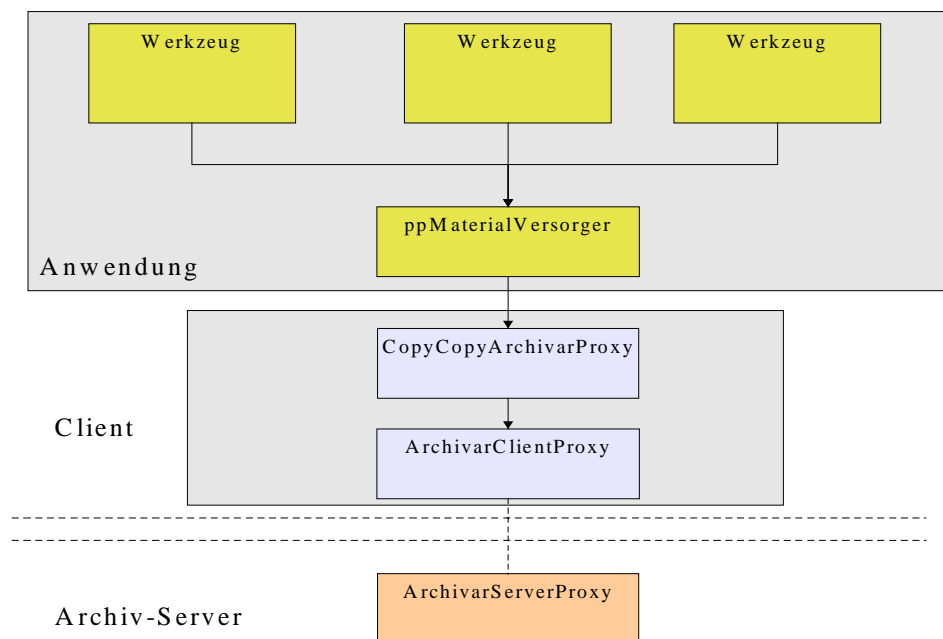 Werkzeug
Werkzeug
Werkzeug
ppMaterialVersorger
Anwendung
CopyCopyArchivarProxy
Client
ArchivarClientProxy
ArchivarServerProxy
Archiv-Server